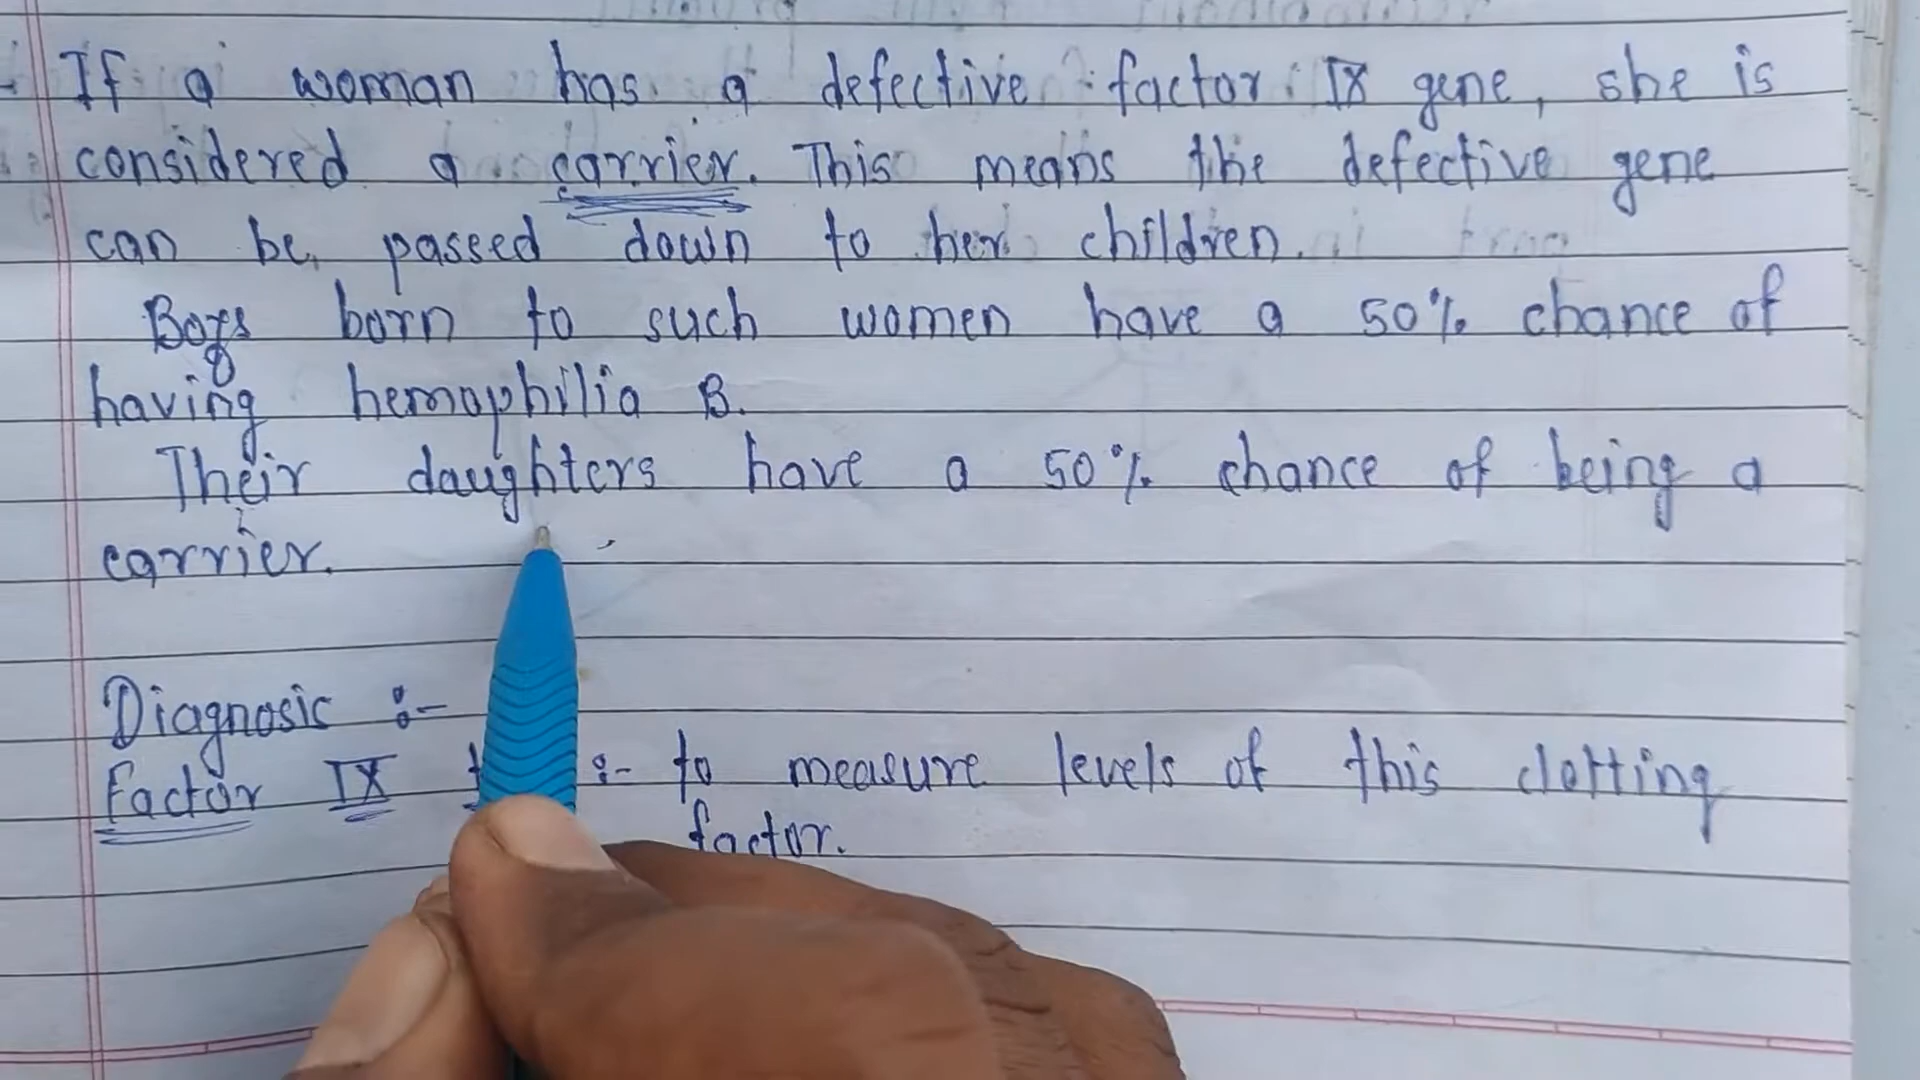 If a woman has a defective factor IX gene, she is
considered a carrier. This means the defective gene
can be passed down to her children.
Boys born to such women have a 50% chance of
having hemophilia B.
Their daughters have a 50% chance of being a
carrier.
Diagnosis :-
Factor IX :- to measure levels of this clotting
factor.